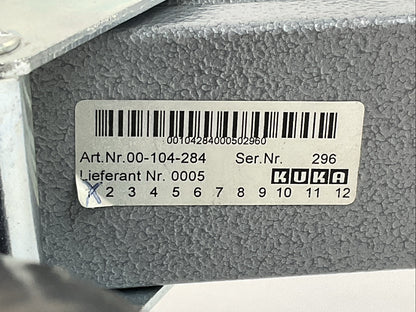 00104284000502960
Art.Nr.00-104-284 Ser.Nr. 296
Lieferant Nr. 0005 KUKA
2 3 4 5 6 7 8 9 10 11 12